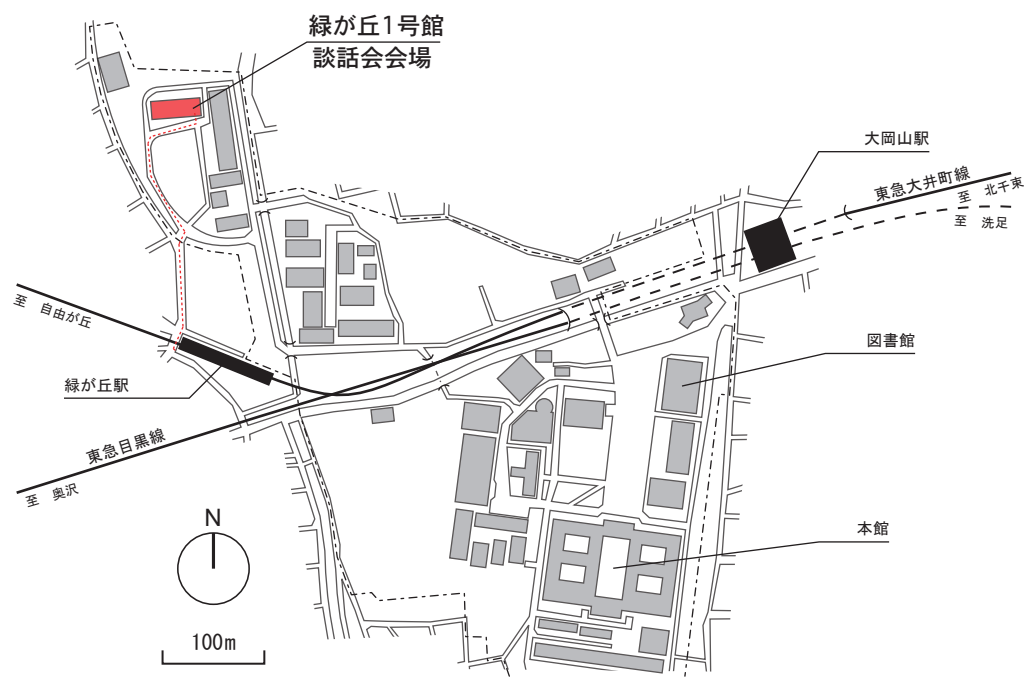 緑が丘1号館
談話会会場
大岡山駅
東急大井町線
至 北千束
至 洗足
至 自由が丘
図書館
緑が丘駅
東急目黒線
至 奥沢
N
本館
100m